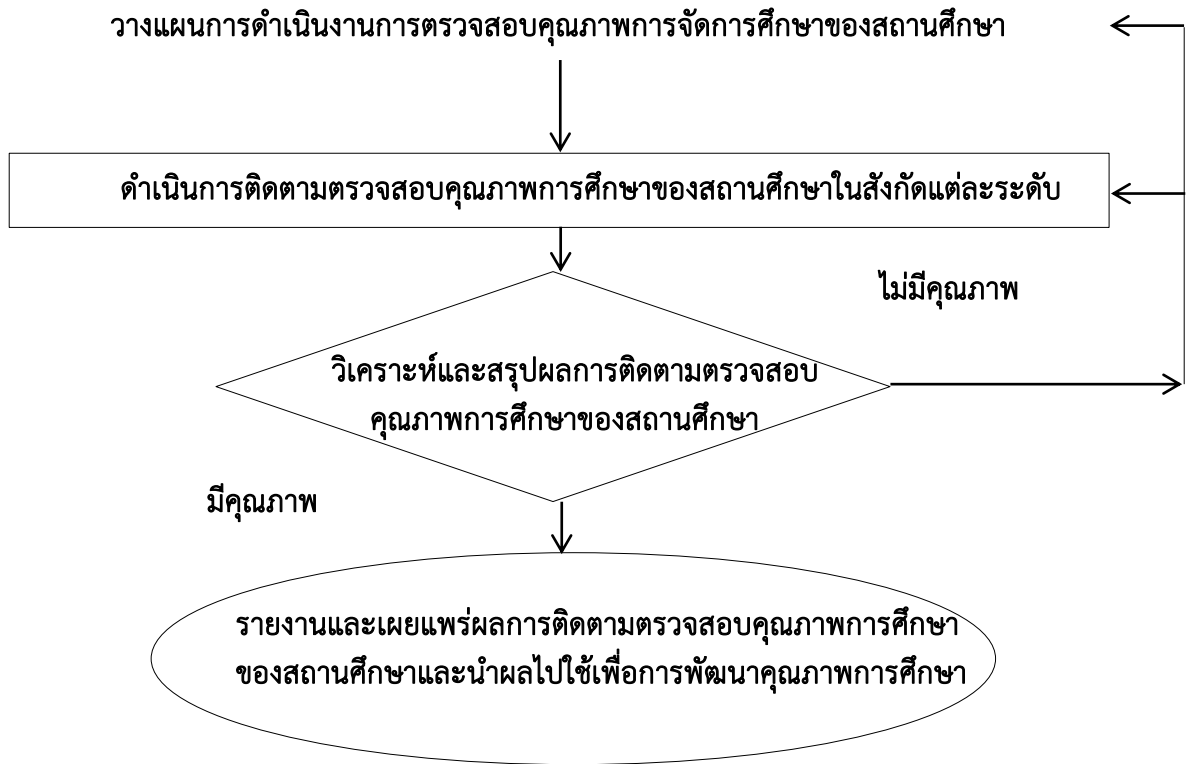 วางแผนการดำเนินงานการตรวจสอบคุณภาพการจัดการศึกษาของสถานศึกษา
ดำเนินการติดตามตรวจสอบคุณภาพการศึกษาของสถานศึกษาในสังกัดแต่ละระดับ
ไม่มีคุณภาพ
วิเคราะห์และสรุปผลการติดตามตรวจสอบ
คุณภาพการศึกษาของสถานศึกษา
มีคุณภาพ
รายงานและเผยแพร่ผลการติดตามตรวจสอบคุณภาพการศึกษา
ของสถานศึกษาและนำผลไปใช้เพื่อการพัฒนาคุณภาพการศึกษา